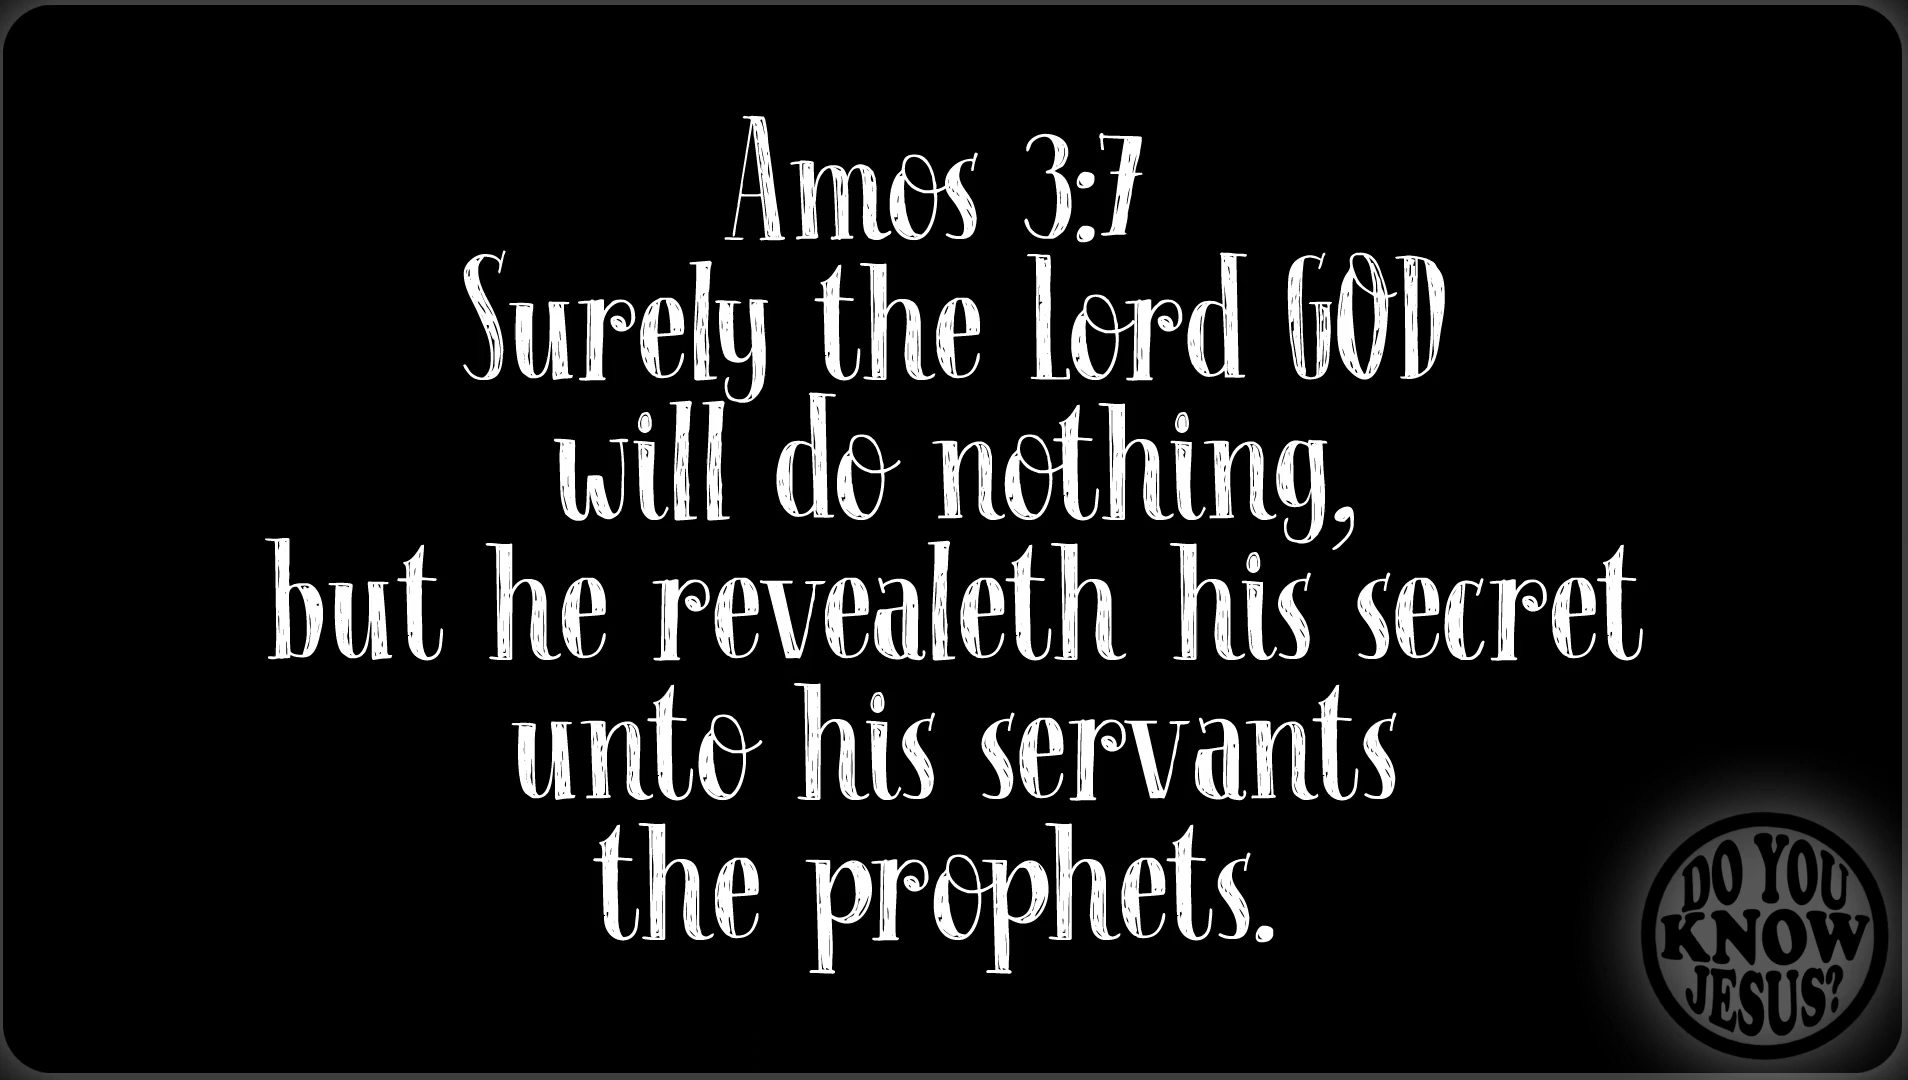 Amos 3:7
Surely the Lord GOD
will do nothing,
but he revealeth his secret
unto his servants
the prophets.
DO YOU
KNOW
JESUS?